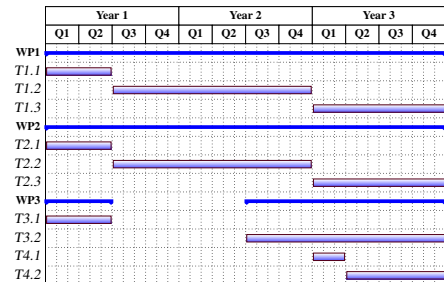 Year 1 Year 2 Year 3
Q1 Q2 Q3 Q4 Q1 Q2 Q3 Q4 Q1 Q2 Q3 Q4
WP1
T1.1
T1.2
T1.3
WP2
T2.1
T2.2
T2.3
WP3
T3.1
T3.2
T4.1
T4.2